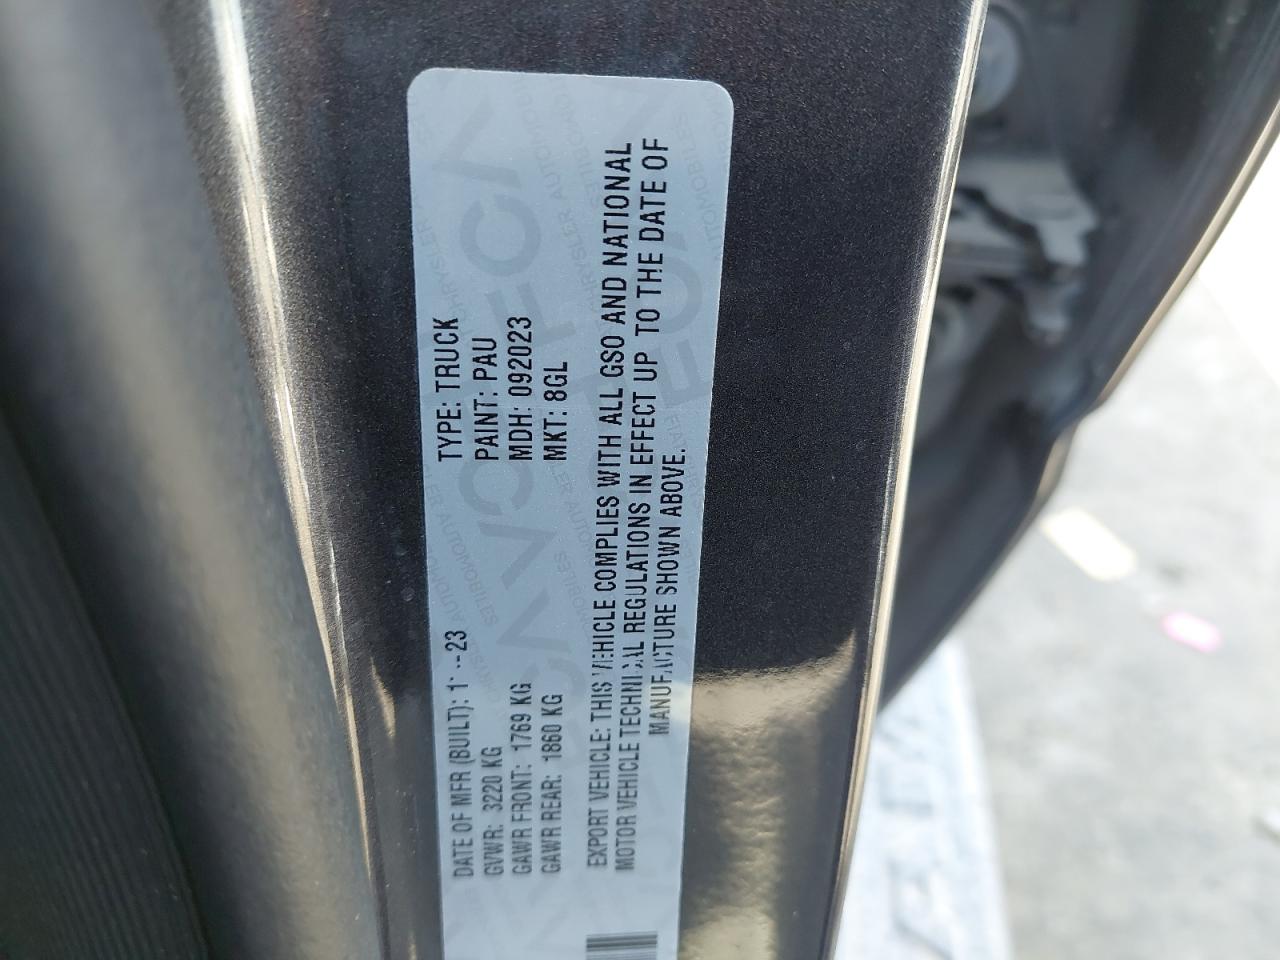 DATE OF MFR (BUILT): -23 TYPE: TRUCK
GVWR: 3220 KG PAINT: PAU
GAWR FRONT: 1769 KG MDH: 092023
GAWR REAR: 1860 KG MKT: 8GL
EXPORT VEHICLE: THIS VEHICLE COMPLIES WITH ALL GSO AND NATIONAL
MOTOR VEHICLE TECHNICAL REGULATIONS IN EFFECT UP TO THE DATE OF
MANUFACTURE SHOWN ABOVE.